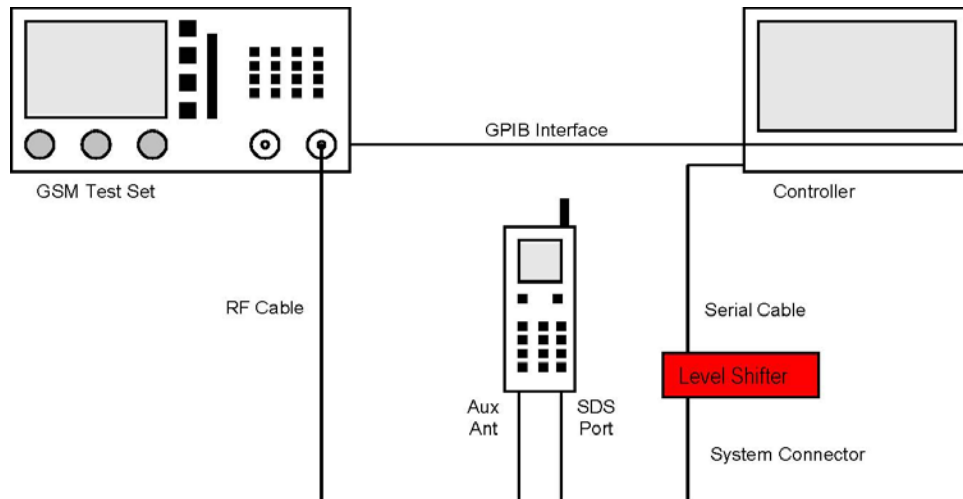 GPIB Interface
GSM Test Set
Controller
RF Cable
Serial Cable
Level Shifter
Aux
Ant
SDS
Port
System Connector